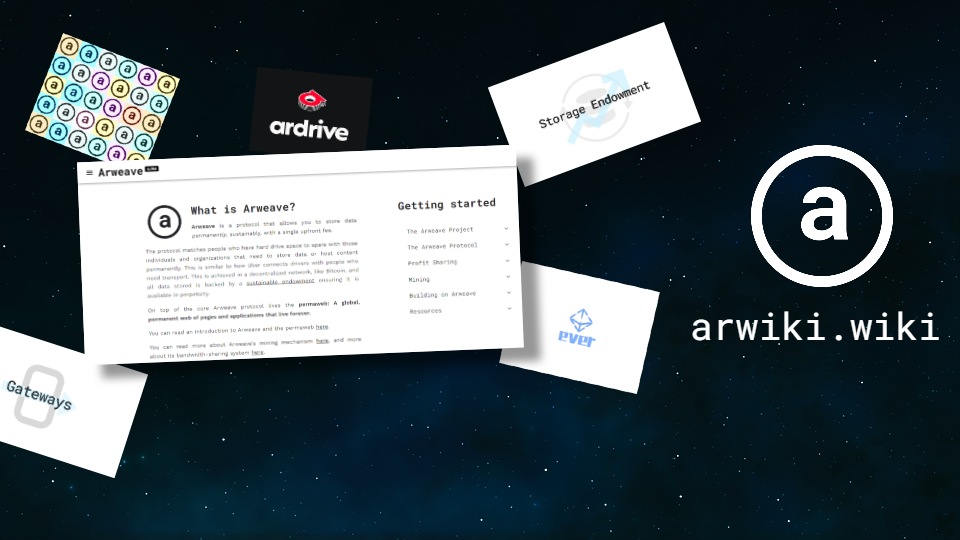 ardrive
Storage Endowment
Arweave ALPHA
What is Arweave?
Arweave is a protocol that allows you to store data
permanently, sustainably, with a single upfront fee.
The protocol matches people who have hard drive space to spare with those
individuals and organizations that need to store data or host content
permanently. This is similar to how Uber connects drivers with people who
need transport. This is achieved in a decentralized network, like Bitcoin, and
all data stored is backed by a sustainable endowment ensuring it is
available in perpetuity.
On top of the core Arweave protocol lives the permaweb: A global,
permanent web of pages and applications that live forever.
You can read an introduction to Arweave and the permaweb here.
You can read more about Arweave's mining mechanism here, and more
about its bandwidth-sharing system here.
Getting started
The Arweave Project
The Arweave Protocol
Profit Sharing
Mining
Building on Arweave
Resources
ever
Gateways
a
arwiki.wiki